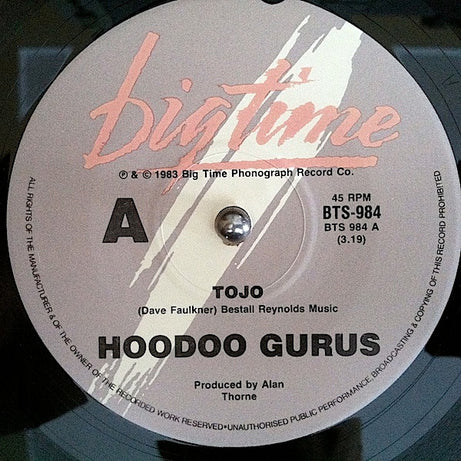 bigtime
℗ & © 1983 Big Time Phonograph Record Co.
A
45 RPM
BTS-984
BTS 984 A
(3.19)
TOJO
(Dave Faulkner) Bestall Reynolds Music
HOODOO GURUS
Produced by Alan
Thorne
ALL RIGHTS OF THE MANUFACTURER & OF THE OWNER OF THE RECORDED WORK RESERVED•UNAUTHORISED PUBLIC PERFORMANCE, BROADCASTING & COPYING OF THIS RECORD PROHIBITED